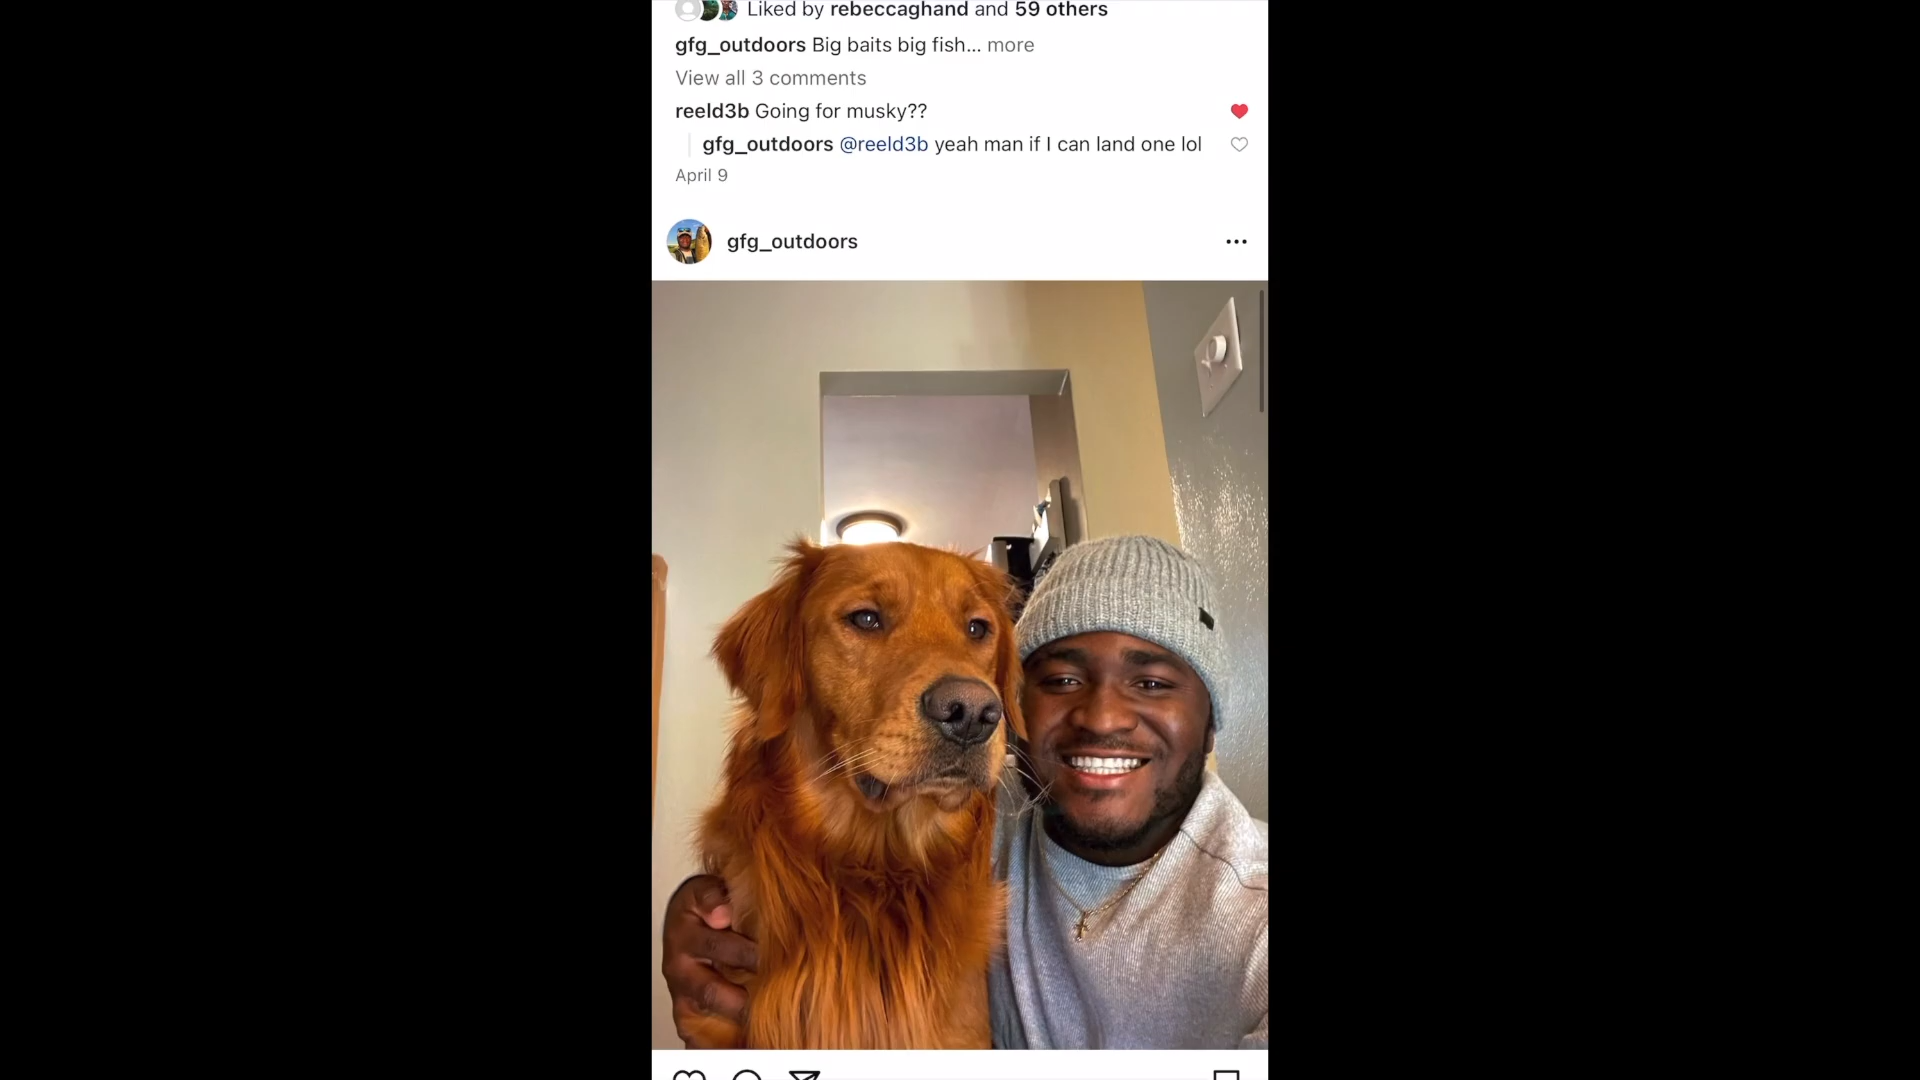 Liked by rebeccaghand and 59 others
gfg_outdoors Big baits big fish... more
View all 3 comments
reeld3b Going for musky??
gfg_outdoors @reeld3b yeah man if I can land one lol
April 9
gfg_outdoors